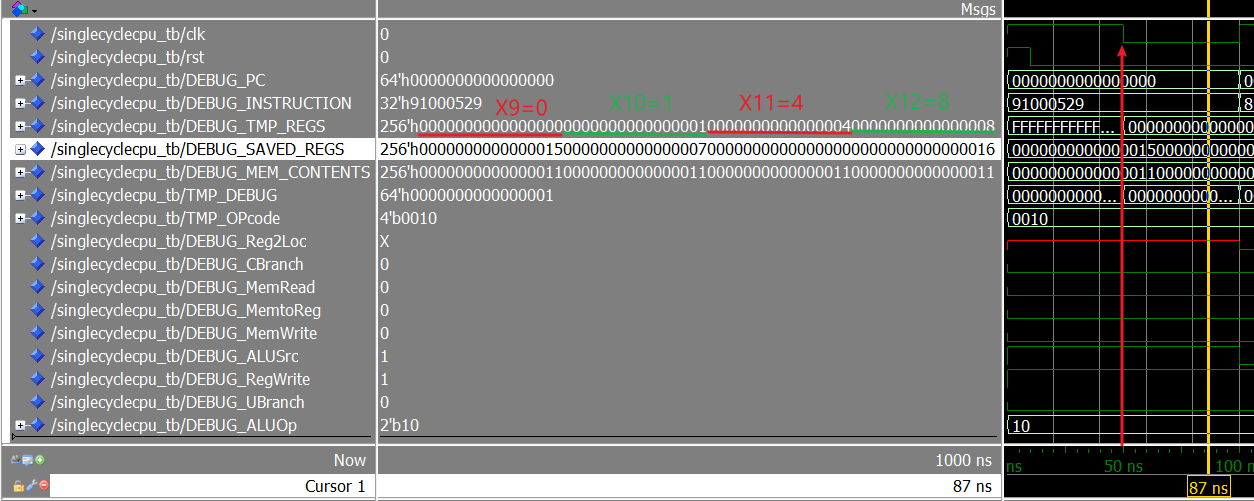 Msgs
/singlecyclecpu_tb/clk 0
/singlecyclecpu_tb/rst 0
/singlecyclecpu_tb/DEBUG_PC 64'h0000000000000000 0000000000000000
X9=0 X10=1 X11=4 X12=8
/singlecyclecpu_tb/DEBUG_INSTRUCTION 32'h91000529 91000529 8
/singlecyclecpu_tb/DEBUG_TMP_REGS 256'h0000000000000000000000000000000100000000000000040000000000000008 FFFFFFFFFFF... 000000000000000
/singlecyclecpu_tb/DEBUG_SAVED_REGS 256'h0000000000000015000000000000000700000000000000000000000000000016
/singlecyclecpu_tb/DEBUG_MEM_CONTENTS 256'h0000000000000011000000000000001100000000000000110000000000000011
/singlecyclecpu_tb/TMP_DEBUG 64'h0000000000000001 0000000000... 0000000000... 0
/singlecyclecpu_tb/TMP_OPcode 4'b0010 0010
/singlecyclecpu_tb/DEBUG_Reg2Loc X
/singlecyclecpu_tb/DEBUG_CBranch 0
/singlecyclecpu_tb/DEBUG_MemRead 0
/singlecyclecpu_tb/DEBUG_MemtoReg 0
/singlecyclecpu_tb/DEBUG_MemWrite 0
/singlecyclecpu_tb/DEBUG_ALUSrc 1
/singlecyclecpu_tb/DEBUG_RegWrite 1
/singlecyclecpu_tb/DEBUG_UBranch 0
/singlecyclecpu_tb/DEBUG_ALUOp 2'b10 10
Now 1000 ns ns 50 ns 100 n
Cursor 1 87 ns 87 ns